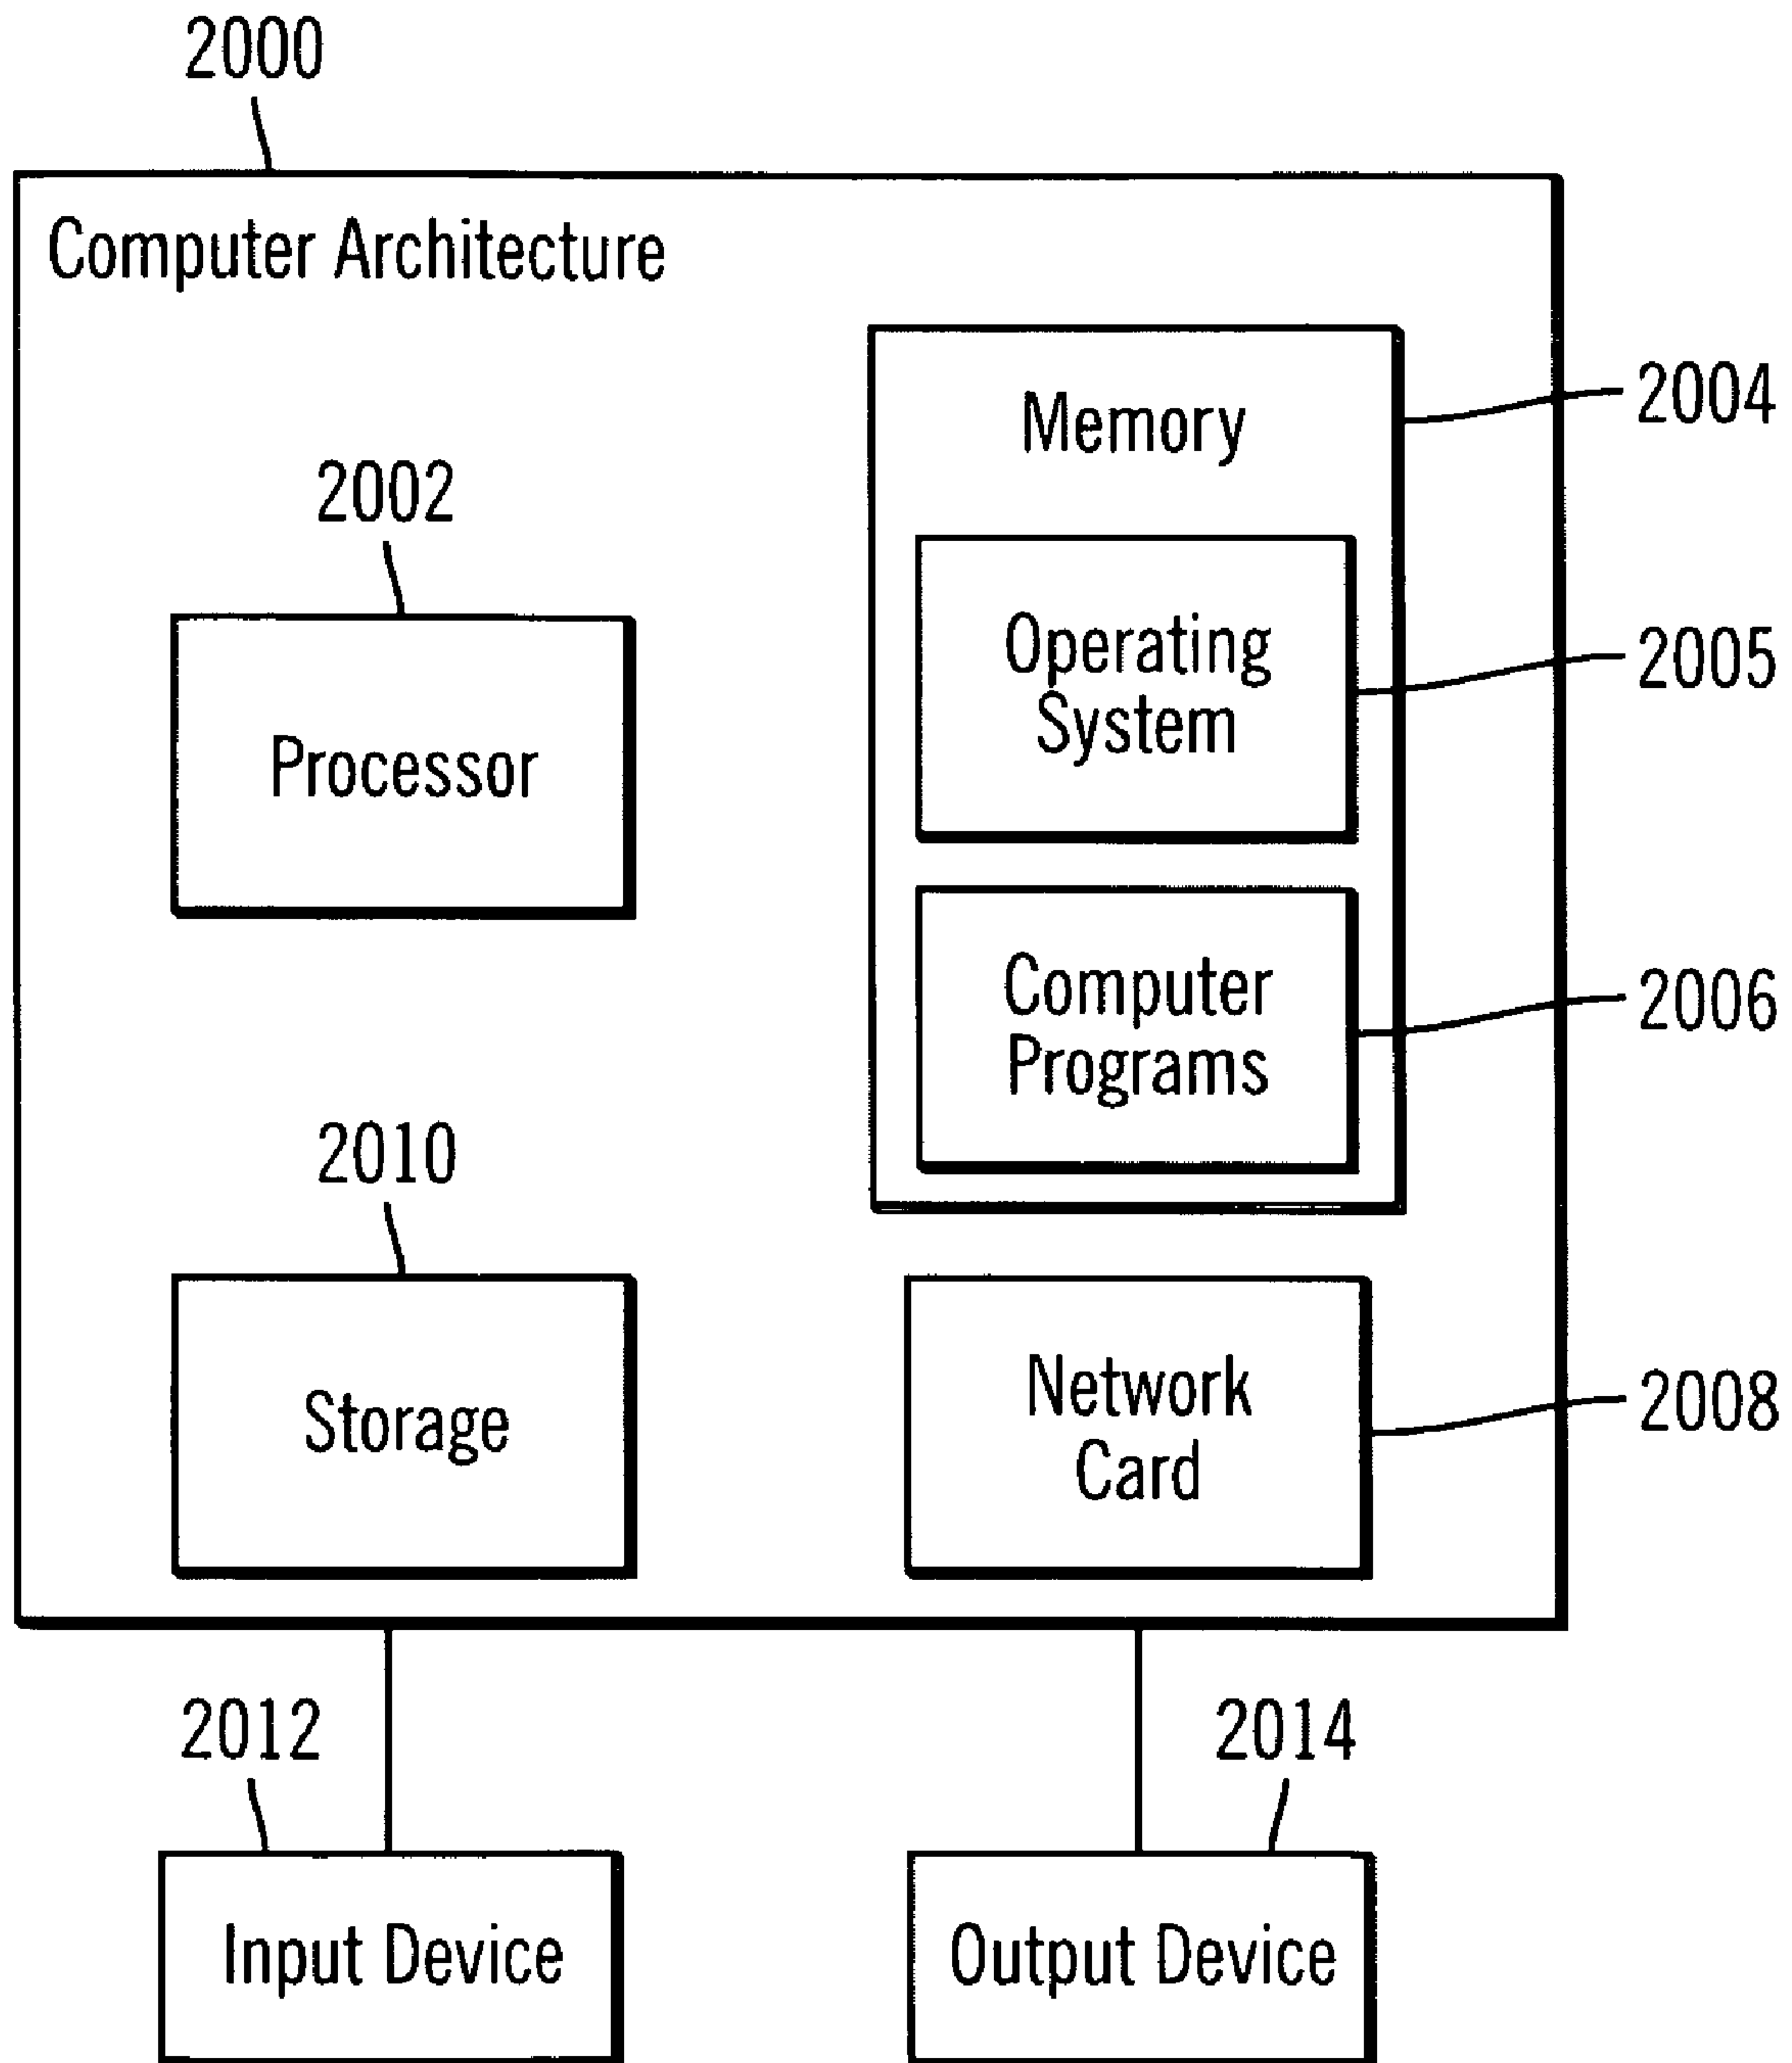 2000
Computer Architecture
Memory
2004
2002
Operating
System
2005
Processor
Computer
Programs
2006
2010
Storage
Network
Card
2008
2012
2014
Input Device
Output Device